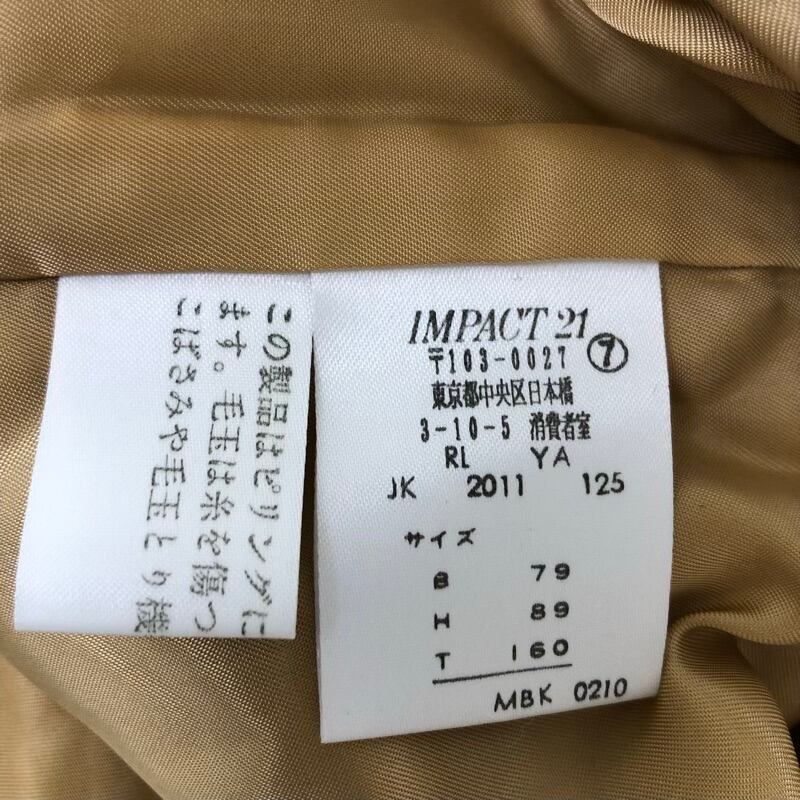 この製品はピリングに
ます。毛玉は糸を傷つ
こばさみや毛玉とり機
IMPACT 21
〒103-0027 ⑦
東京都中央区日本橋
3-10-5 消費者室
RL YA
JK 2011 125
サイズ
B 79
H 89
T 160
MBK 0210